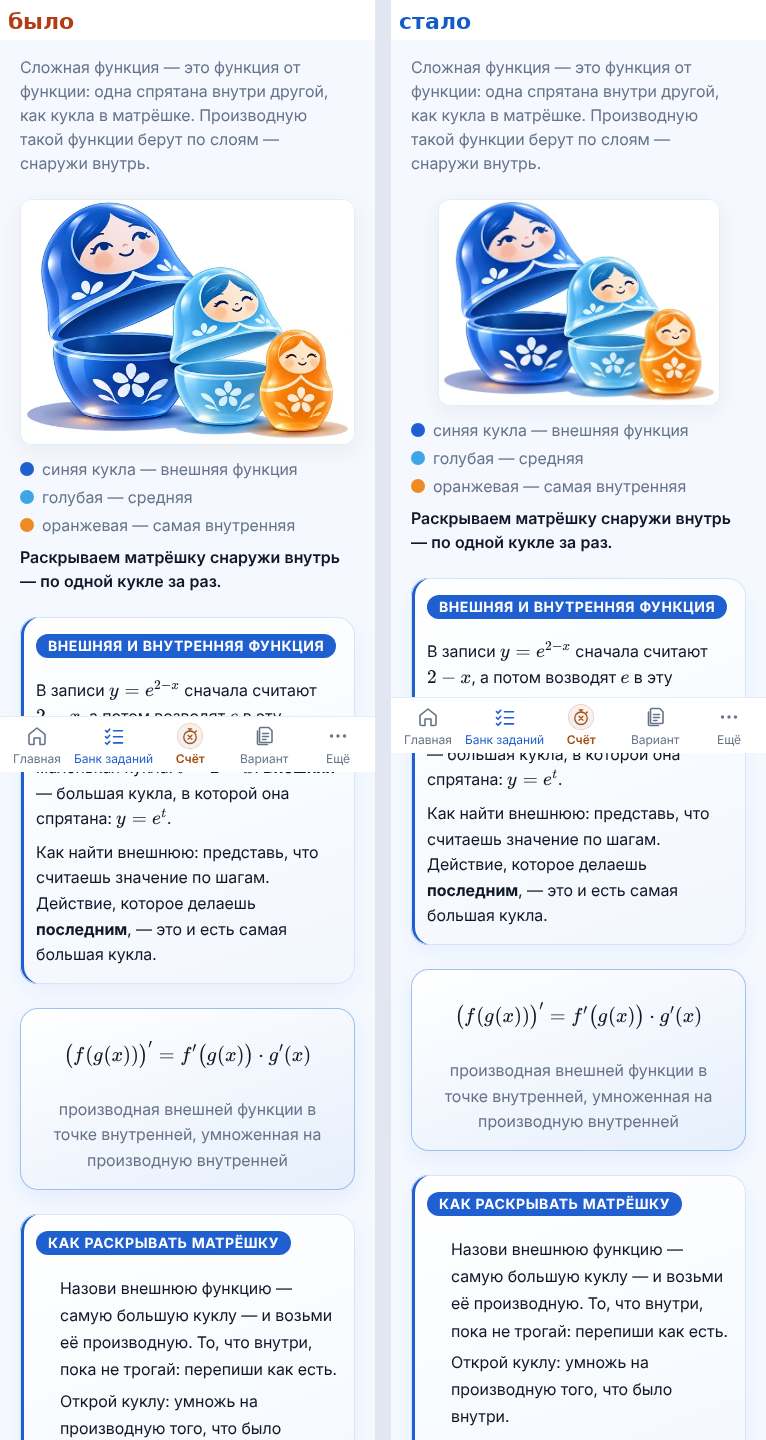 было
Сложная функция — это функция от
функции: одна спрятана внутри другой,
как кукла в матрёшке. Производную
такой функции берут по слоям —
снаружи внутрь.
синяя кукла — внешняя функция
голубая — средняя
оранжевая — самая внутренняя
Раскрываем матрёшку снаружи внутрь
— по одной кукле за раз.
ВНЕШНЯЯ И ВНУТРЕННЯЯ ФУНКЦИЯ
В записи y = e^{2−x} сначала считают
Главная Банк заданий Счёт Вариант Ещё
— большая кукла, в которой она
спрятана: y = e^t.
Как найти внешнюю: представь, что
считаешь значение по шагам.
Действие, которое делаешь
последним, — это и есть самая
большая кукла.
(f(g(x)))′ = f′(g(x)) · g′(x)
производная внешней функции в
точке внутренней, умноженная на
производную внутренней
КАК РАСКРЫВАТЬ МАТРЁШКУ
Назови внешнюю функцию —
самую большую куклу — и возьми
её производную. То, что внутри,
пока не трогай: перепиши как есть.
Открой куклу: умножь на
производную того, что было
стало
Сложная функция — это функция от
функции: одна спрятана внутри другой,
как кукла в матрёшке. Производную
такой функции берут по слоям —
снаружи внутрь.
синяя кукла — внешняя функция
голубая — средняя
оранжевая — самая внутренняя
Раскрываем матрёшку снаружи внутрь
— по одной кукле за раз.
ВНЕШНЯЯ И ВНУТРЕННЯЯ ФУНКЦИЯ
В записи y = e^{2−x} сначала считают
2 − x, а потом возводят e в эту
Главная Банк заданий Счёт Вариант Ещё
— большая кукла, в которой она
спрятана: y = e^t.
Как найти внешнюю: представь, что
считаешь значение по шагам.
Действие, которое делаешь
последним, — это и есть самая
большая кукла.
(f(g(x)))′ = f′(g(x)) · g′(x)
производная внешней функции в
точке внутренней, умноженная на
производную внутренней
КАК РАСКРЫВАТЬ МАТРЁШКУ
Назови внешнюю функцию —
самую большую куклу — и возьми
её производную. То, что внутри,
пока не трогай: перепиши как есть.
Открой куклу: умножь на
производную того, что было
внутри.